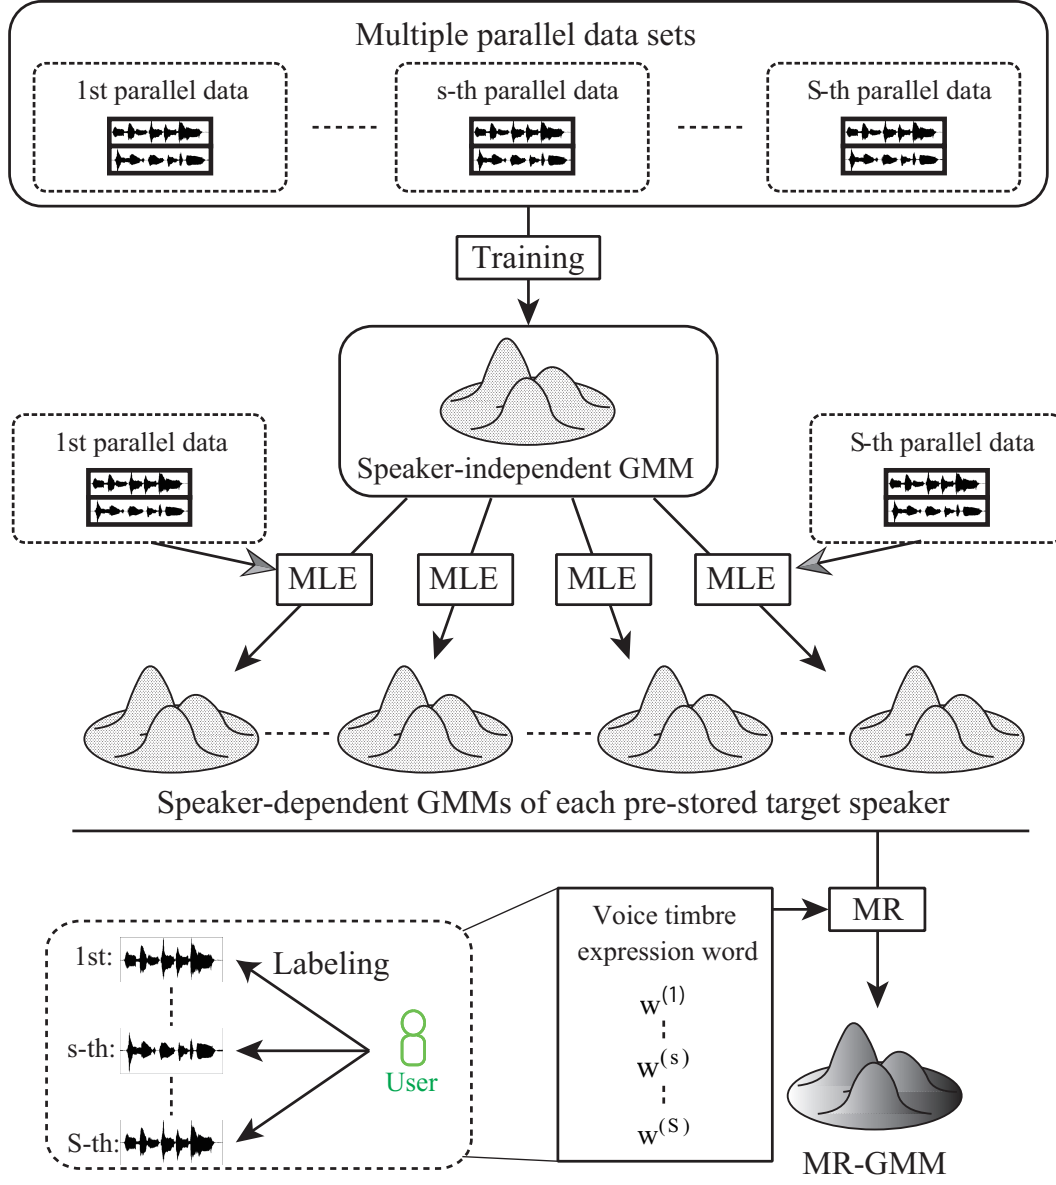 Multiple parallel data sets
1st parallel data
s-th parallel data
S-th parallel data
Training
Speaker-independent GMM
1st parallel data
S-th parallel data
MLE
MLE
MLE
MLE
Speaker-dependent GMMs of each pre-stored target speaker
MR
Voice timbre
expression word
w(1)
w(s)
w(S)
1st:
Labeling
s-th:
User
S-th:
MR-GMM